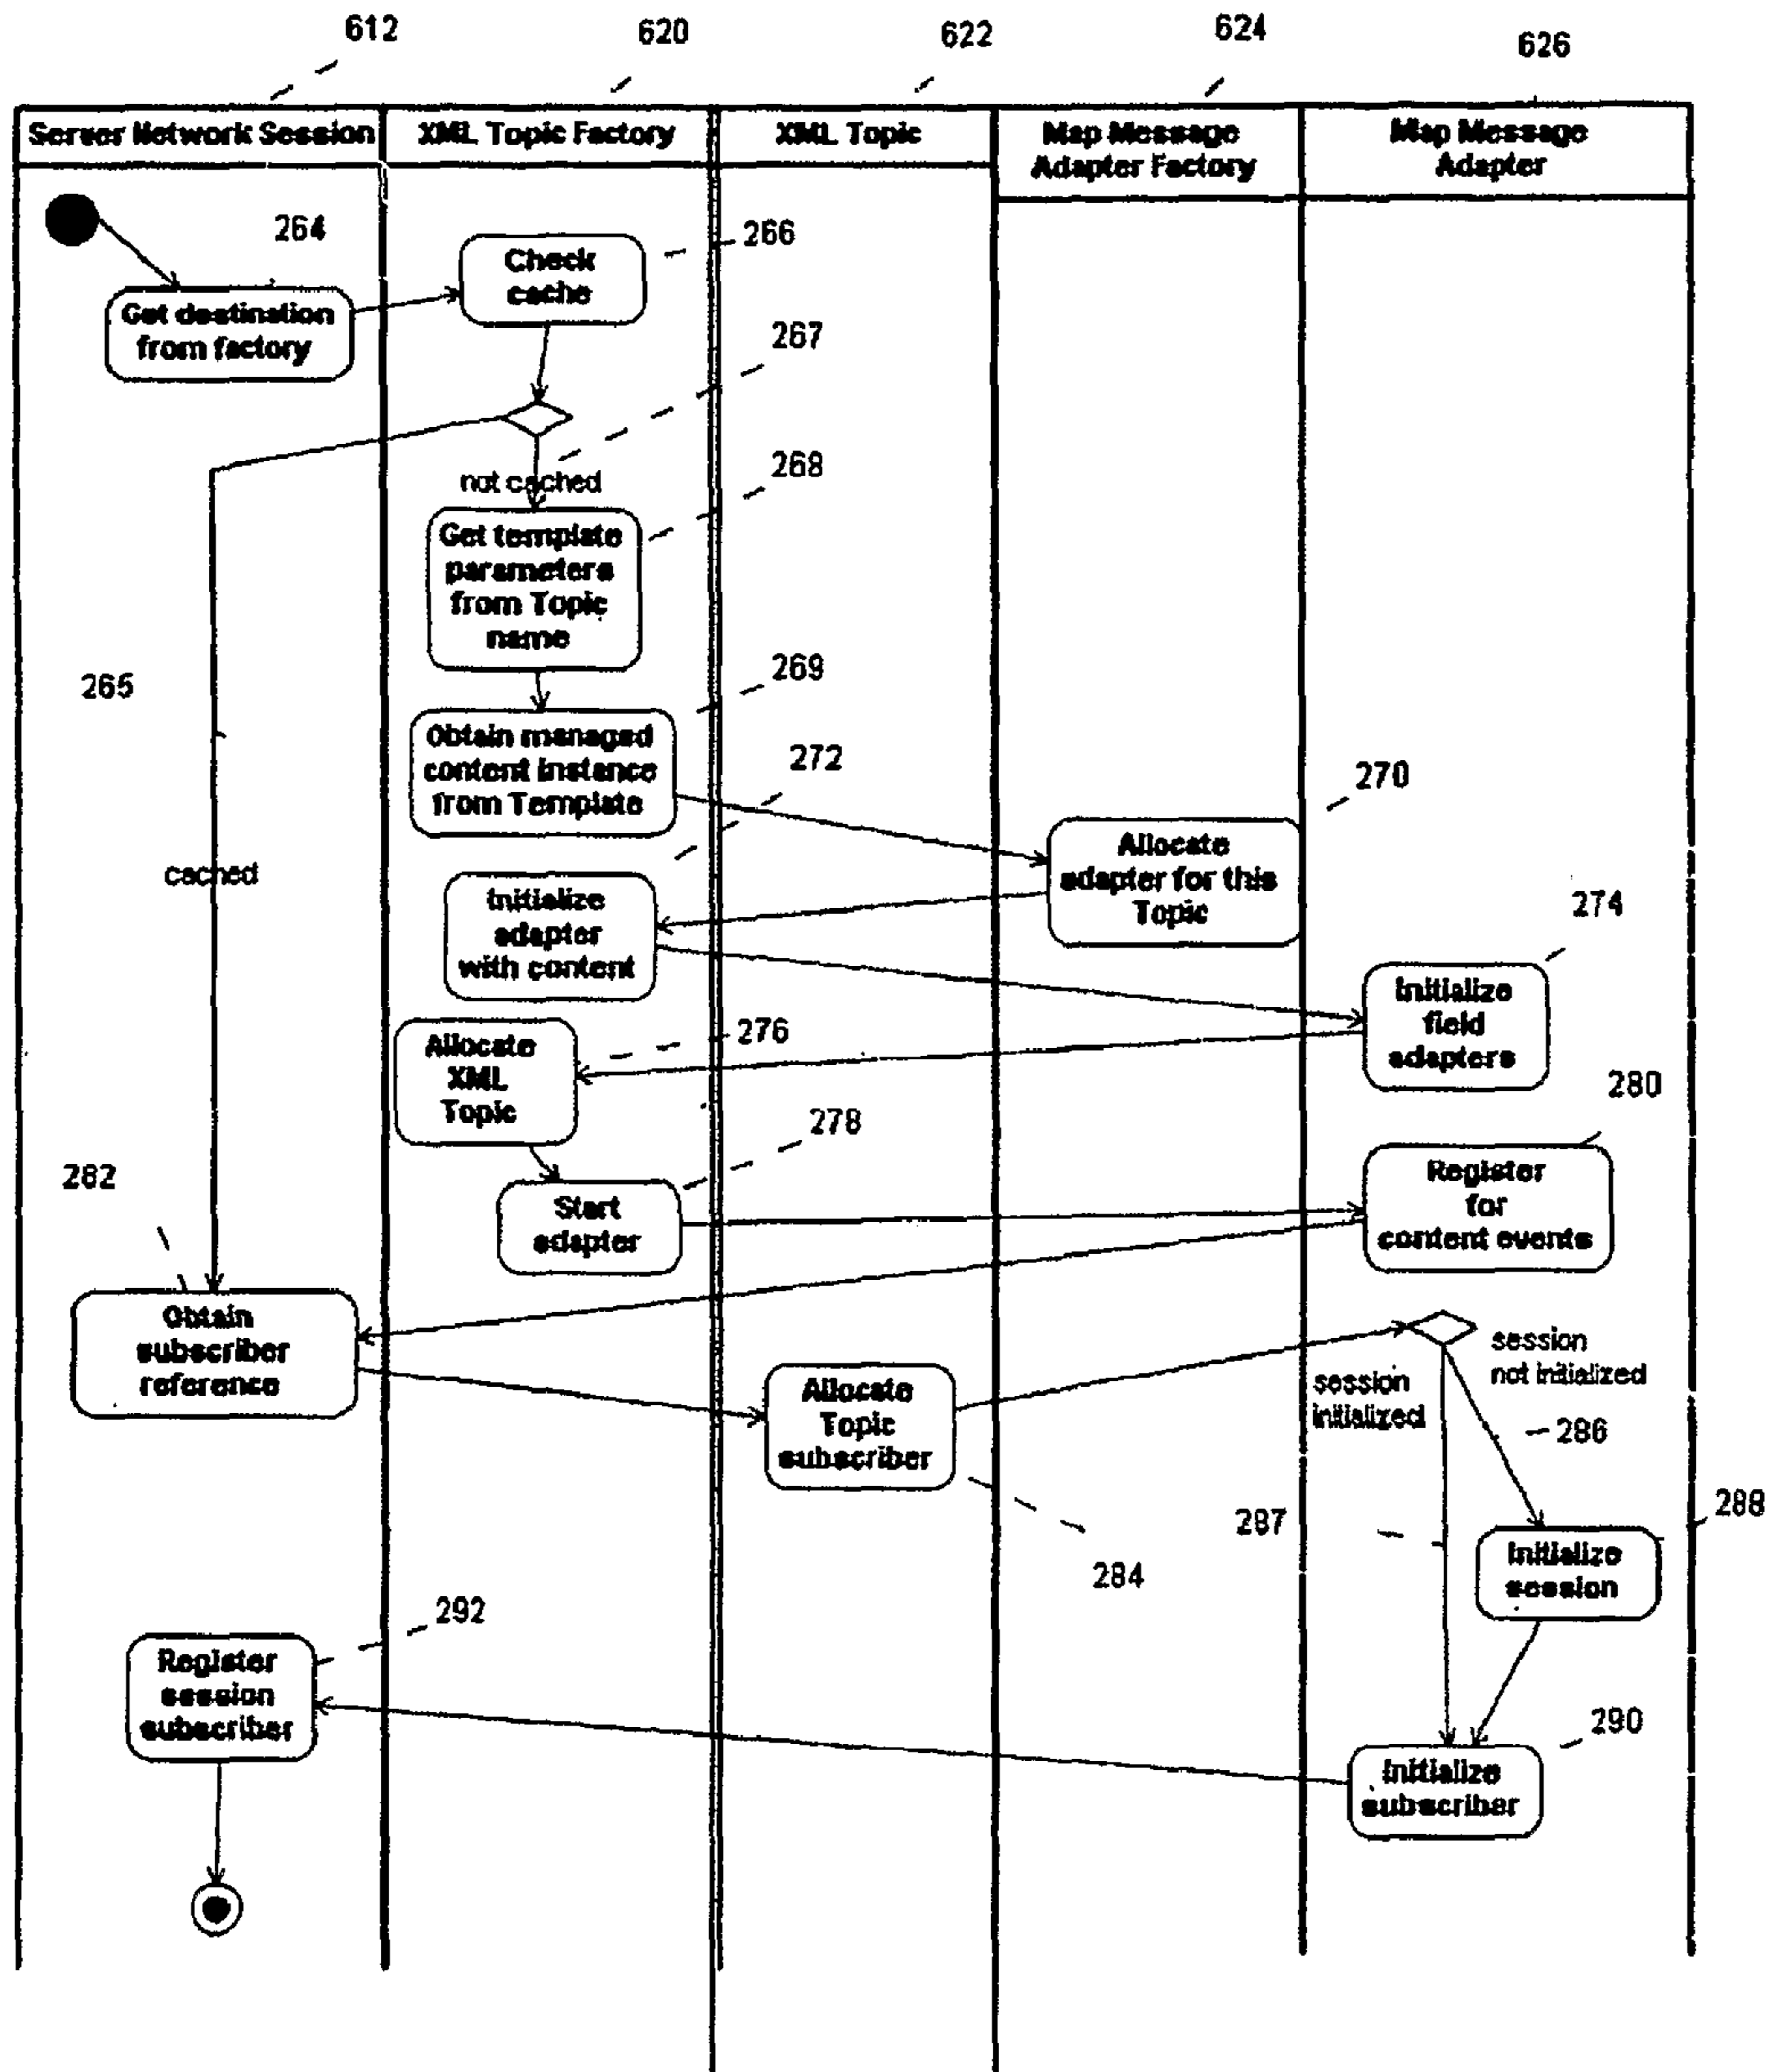 612
620
622
624
626
Server Network Session
XML Topic Factory
XML Topic
Map Message
Adapter Factory
Map Message
Adapter
264
266
Check
cache
Get destination
from factory
267
not cached
268
Get template
parameters
from Topic
name
265
269
Obtain managed
content instance
from Template
272
270
Allocate
adapter for this
Topic
cached
Initialize
adapter
with content
274
Initialize
field
adapters
276
Allocate
XML
Topic
278
280
Register
for
content events
282
Start
adapter
Obtain
subscriber
reference
session
not initialized
session
initialized
Allocate
Topic
subscriber
286
287
288
Initialize
session
284
292
Register
session
subscriber
290
Initialize
subscriber